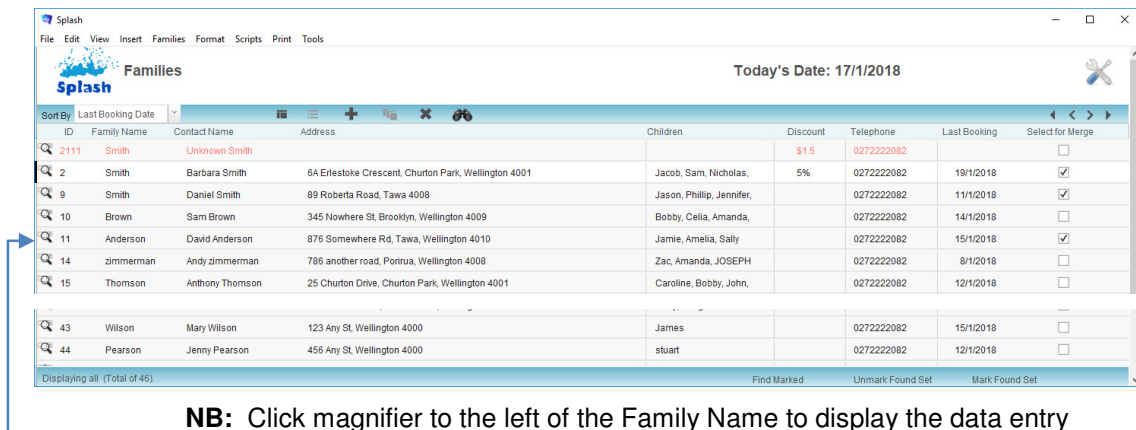 Splash
File Edit View Insert Families Format Scripts Print Tools
Splash
Families
Today's Date: 17/1/2018
Sort By Last Booking Date
ID Family Name Contact Name Address Children Discount Telephone Last Booking Select for Merge
2111 Smith Unknown Smith $1.5 0272222082
2 Smith Barbara Smith 6A Erlestoke Crescent, Churton Park, Wellington 4001 Jacob, Sam, Nicholas, 5% 0272222082 19/1/2018
9 Smith Daniel Smith 89 Roberta Road, Tawa 4008 Jason, Phillip, Jennifer, 0272222082 11/1/2018
10 Brown Sam Brown 345 Nowhere St, Brooklyn, Wellington 4009 Bobby, Celia, Amanda, 0272222082 14/1/2018
11 Anderson David Anderson 876 Somewhere Rd, Tawa, Wellington 4010 Jamie, Amelia, Sally 0272222082 15/1/2018
14 zimmerman Andy zimmerman 786 another road, Porirua, Wellington 4008 Zac, Amanda, JOSEPH 0272222082 8/1/2018
15 Thomson Anthony Thomson 25 Churton Drive, Churton Park, Wellington 4001 Caroline, Bobby, John, 0272222082 12/1/2018
43 Wilson Mary Wilson 123 Any St, Wellington 4000 James 0272222082 15/1/2018
44 Pearson Jenny Pearson 456 Any St, Wellington 4000 stuart 0272222082 12/1/2018
Displaying all (Total of 46). Find Marked Unmark Found Set Mark Found Set
NB: Click magnifier to the left of the Family Name to display the data entry